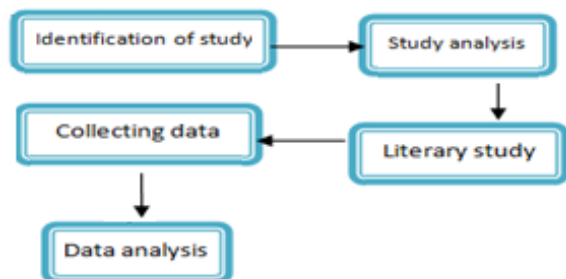 Identification of study
Study analysis
Literary study
Collecting data
Data analysis